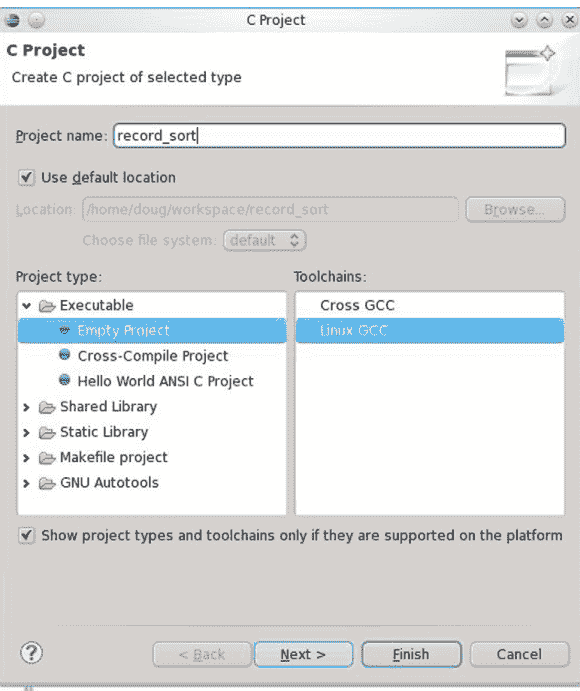 C Project
C Project
Create C project of selected type
Project name: record_sort
Use default location
Location: /home/doug/workspace/record_sort Browse...
Choose file system: default
Project type: Toolchains:
Executable Cross GCC
Empty Project Linux GCC
Cross-Compile Project
Hello World ANSI C Project
Shared Library
Static Library
Makefile project
GNU Autotools
Show project types and toolchains only if they are supported on the platform
? < Back Next > Finish Cancel